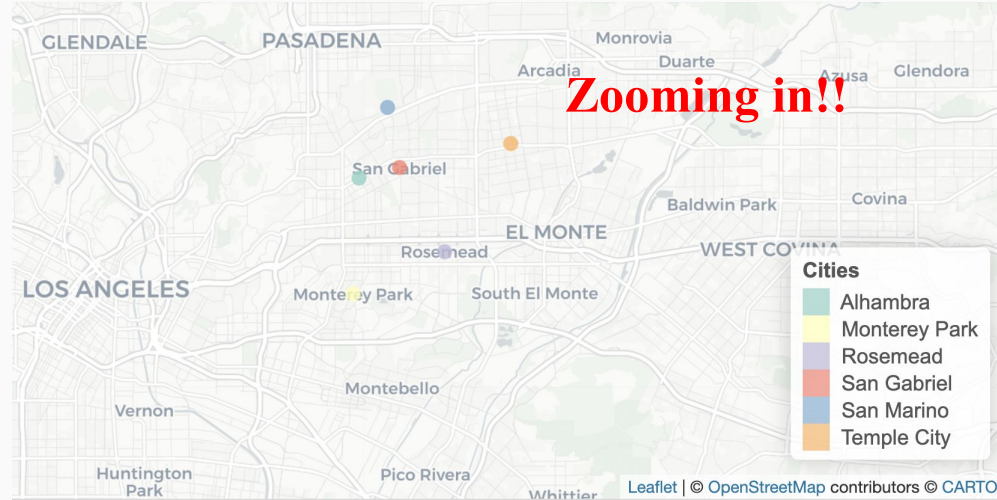 GLENDALE
PASADENA
Monrovia
Duarte
Arcadia
Azusa
Glendora
Zooming in!!
San Gabriel
Baldwin Park
Covina
EL MONTE
Rosemead
WEST COVINA
LOS ANGELES
Monterey Park
South El Monte
Montebello
Vernon
Huntington
Park
Pico Rivera
Whittier
Cities
Alhambra
Monterey Park
Rosemead
San Gabriel
San Marino
Temple City
Leaflet | © OpenStreetMap contributors © CARTO